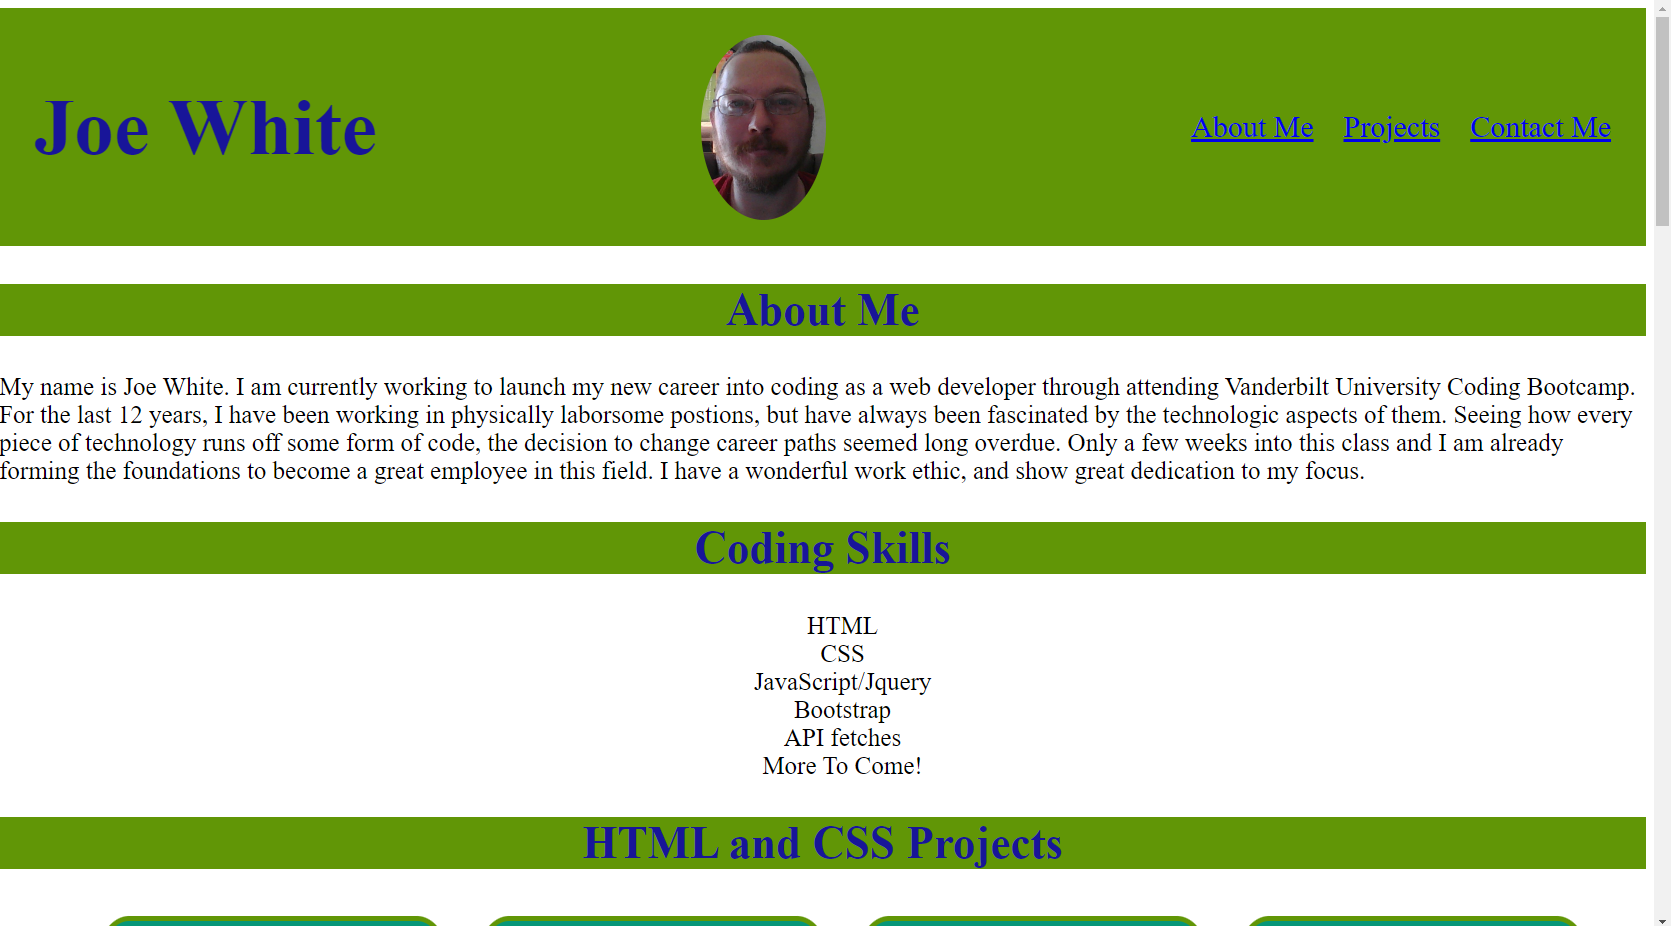 Joe White
About Me Projects Contact Me
About Me
My name is Joe White. I am currently working to launch my new career into coding as a web developer through attending Vanderbilt University Coding Bootcamp.
For the last 12 years, I have been working in physically laborsome postions, but have always been fascinated by the technologic aspects of them. Seeing how every
piece of technology runs off some form of code, the decision to change career paths seemed long overdue. Only a few weeks into this class and I am already
forming the foundations to become a great employee in this field. I have a wonderful work ethic, and show great dedication to my focus.
Coding Skills
HTML
CSS
JavaScript/Jquery
Bootstrap
API fetches
More To Come!
HTML and CSS Projects